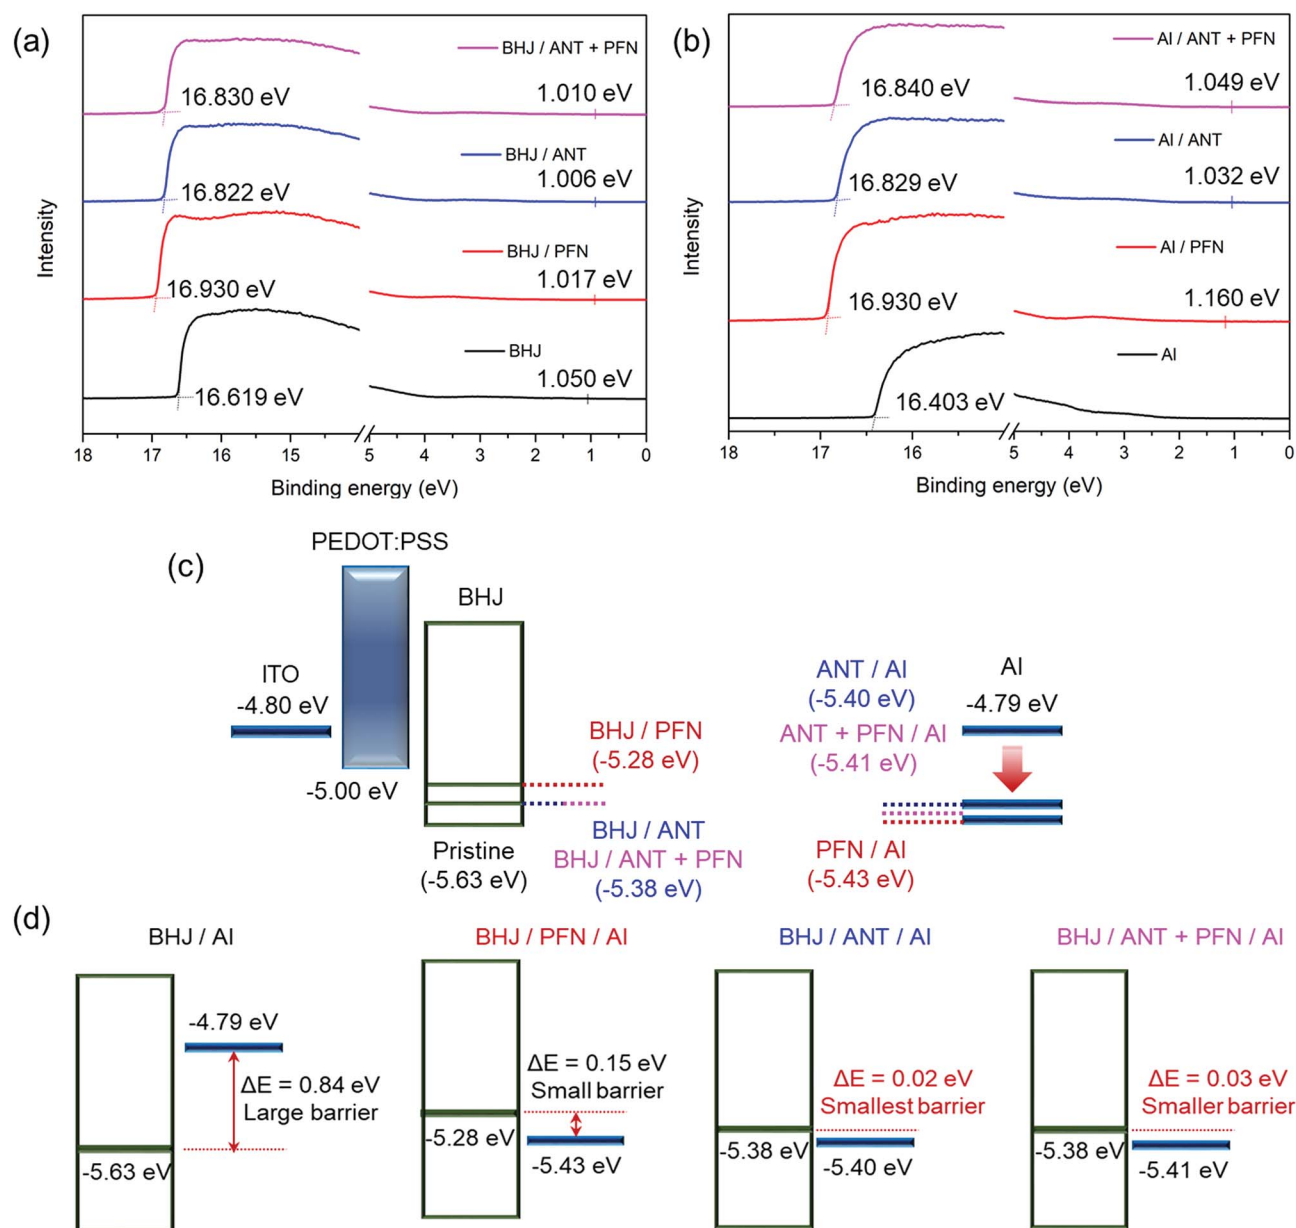 (a)
BHJ / ANT + PFN
16.830 eV
1.010 eV
BHJ / ANT
16.822 eV
1.006 eV
BHJ / PFN
16.930 eV
1.017 eV
BHJ
16.619 eV
1.050 eV
Intensity
18 17 16 15 5 4 3 2 1 0
Binding energy (eV)
(b)
Al / ANT + PFN
16.840 eV
1.049 eV
Al / ANT
16.829 eV
1.032 eV
Al / PFN
16.930 eV
1.160 eV
Al
16.403 eV
Intensity
18 17 16 5 4 3 2 1 0
Binding energy (eV)
(c)
PEDOT:PSS
BHJ
ITO
-4.80 eV
-5.00 eV
Pristine
(-5.63 eV)
BHJ / PFN
(-5.28 eV)
BHJ / ANT
BHJ / ANT + PFN
(-5.38 eV)
ANT / Al
(-5.40 eV)
ANT + PFN / Al
(-5.41 eV)
PFN / Al
(-5.43 eV)
Al
-4.79 eV
(d)
BHJ / Al
-4.79 eV
ΔE = 0.84 eV
Large barrier
-5.63 eV
BHJ / PFN / Al
ΔE = 0.15 eV
Small barrier
-5.28 eV
-5.43 eV
BHJ / ANT / Al
ΔE = 0.02 eV
Smallest barrier
-5.38 eV
-5.40 eV
BHJ / ANT + PFN / Al
ΔE = 0.03 eV
Smaller barrier
-5.38 eV
-5.41 eV